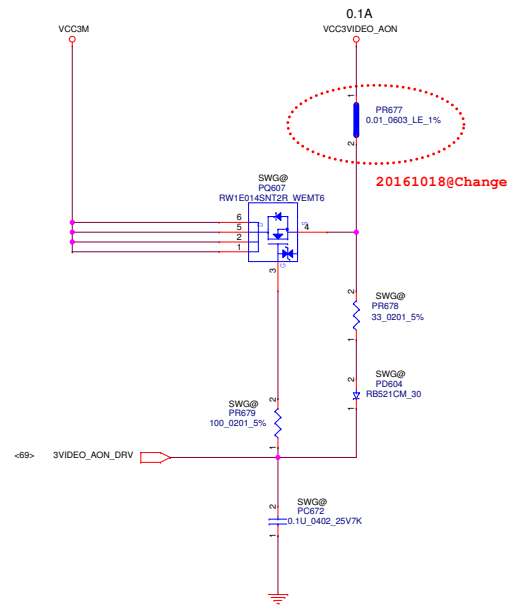 0.1A
VCC3M
VCC3VIDEO_AON
1
PR677
0.01_0603_LE_1%
2
20161018@Change
SWG@
PQ607
RW1E014SNT2R_WEMT6
6
5
2
1
D
S
4
G
3
2
SWG@
PR678
33_0201_5%
1
SWG@
2
PD604
RB521CM_30
1
SWG@
2
PR679
100_0201_5%
1
<69>
3VIDEO_AON_DRV
SWG@
2
PC672
0.1U_0402_25V7K
1